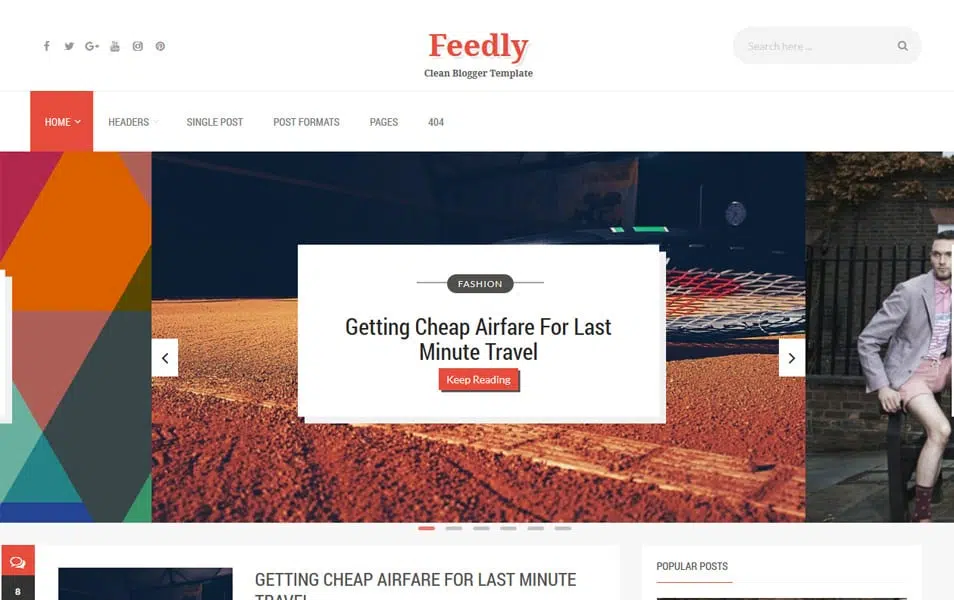 Feedly
Clean Blogger Template
Search here ...
HOME
HEADERS
SINGLE POST
POST FORMATS
PAGES
404
FASHION
Getting Cheap Airfare For Last
Minute Travel
Keep Reading
8
GETTING CHEAP AIRFARE FOR LAST MINUTE
TRAVEL
POPULAR POSTS